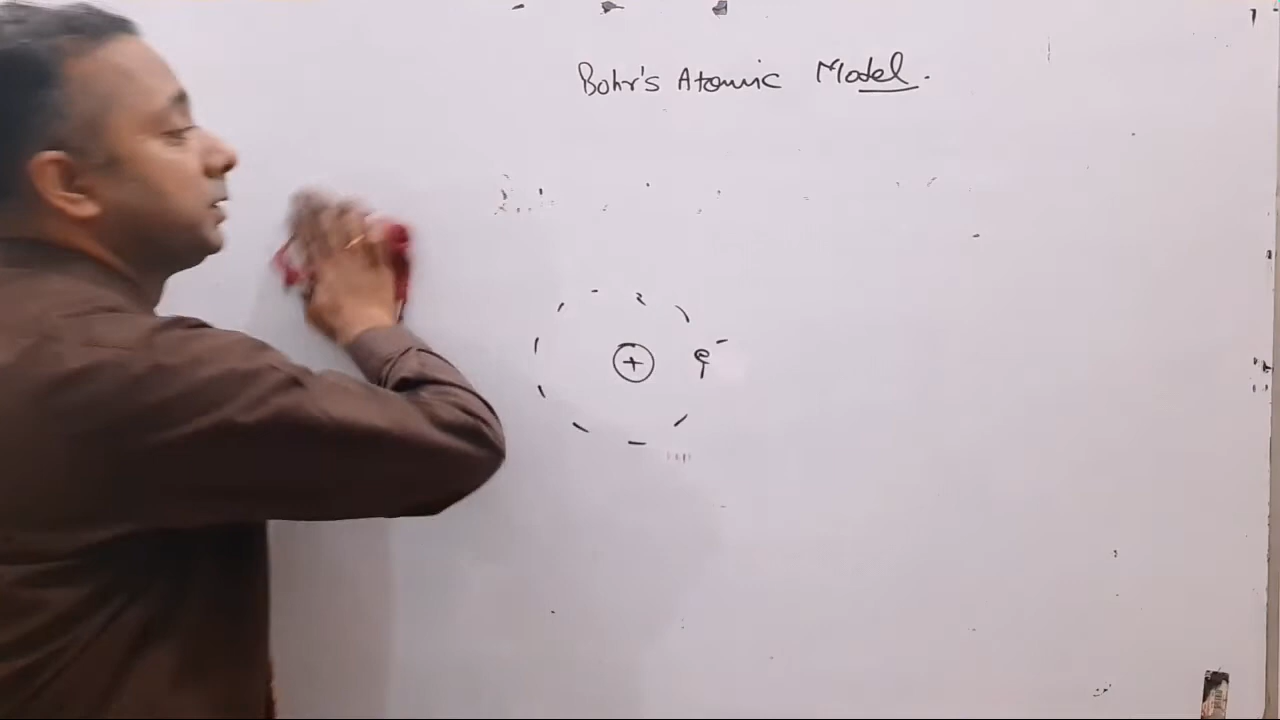 Bohr's Atomic Model.
+ e⁻